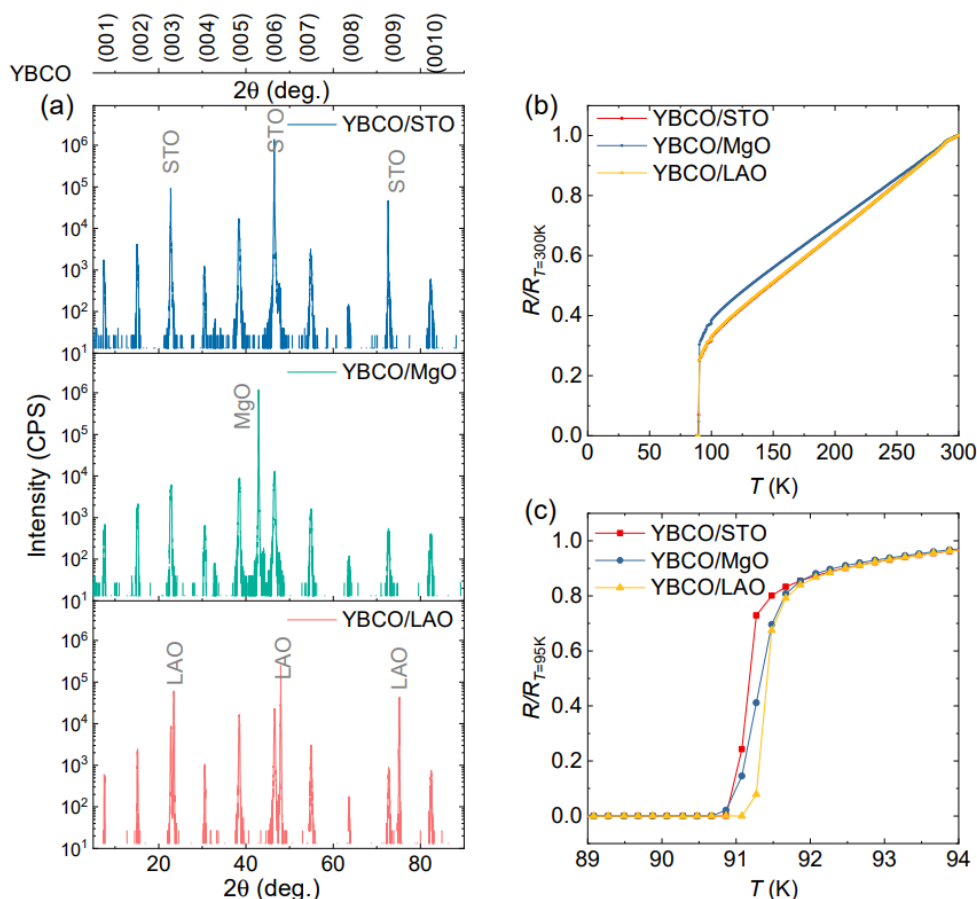 (001) (002) (003) (004) (005) (006) (007) (008) (009) (0010)
YBCO
2θ (deg.)
(a)
YBCO/STO
STO
STO
STO
10⁶
10⁵
10⁴
10³
10²
10¹
YBCO/MgO
MgO
10⁶
10⁵
10⁴
10³
10²
10¹
YBCO/LAO
LAO
LAO
LAO
10⁶
10⁵
10⁴
10³
10²
10¹
Intensity (CPS)
20 40 60 80
2θ (deg.)
(b)
YBCO/STO
YBCO/MgO
YBCO/LAO
1.0
0.8
0.6
0.4
0.2
0.0
R/R_T=300K
0 50 100 150 200 250 300
T (K)
(c)
YBCO/STO
YBCO/MgO
YBCO/LAO
1.0
0.8
0.6
0.4
0.2
0.0
R/R_T=95K
89 90 91 92 93 94
T (K)